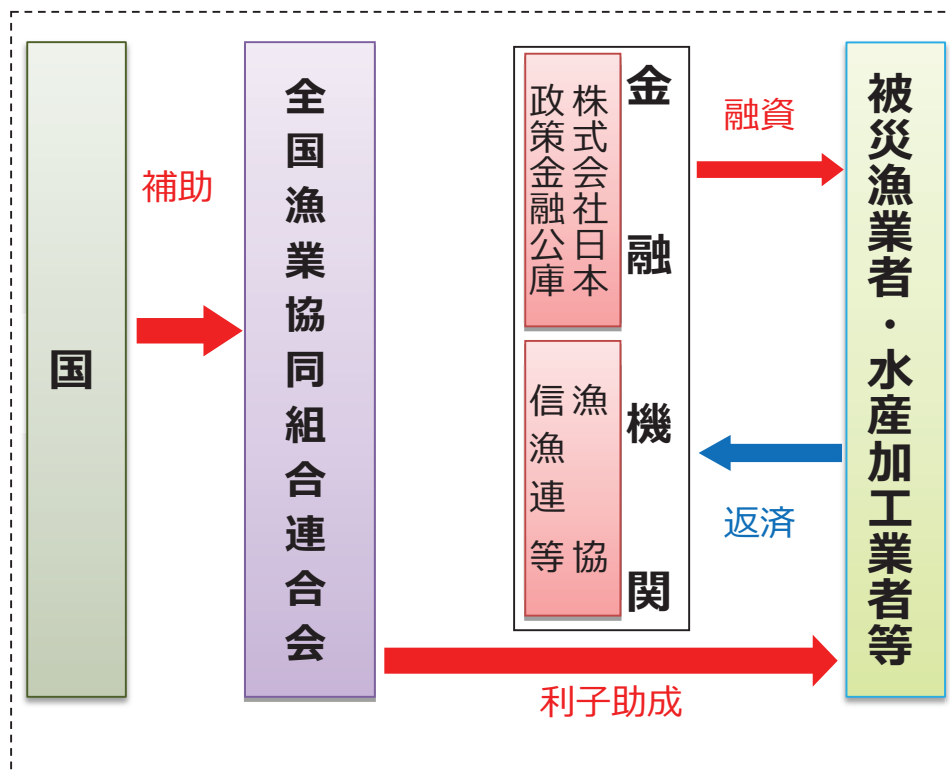 国
補助
全国漁業協同組合連合会
金融機関
株式会社日本
政策金融公庫
漁協
信漁連等
融資
返済
利子助成
被災漁業者・水産加工業者等